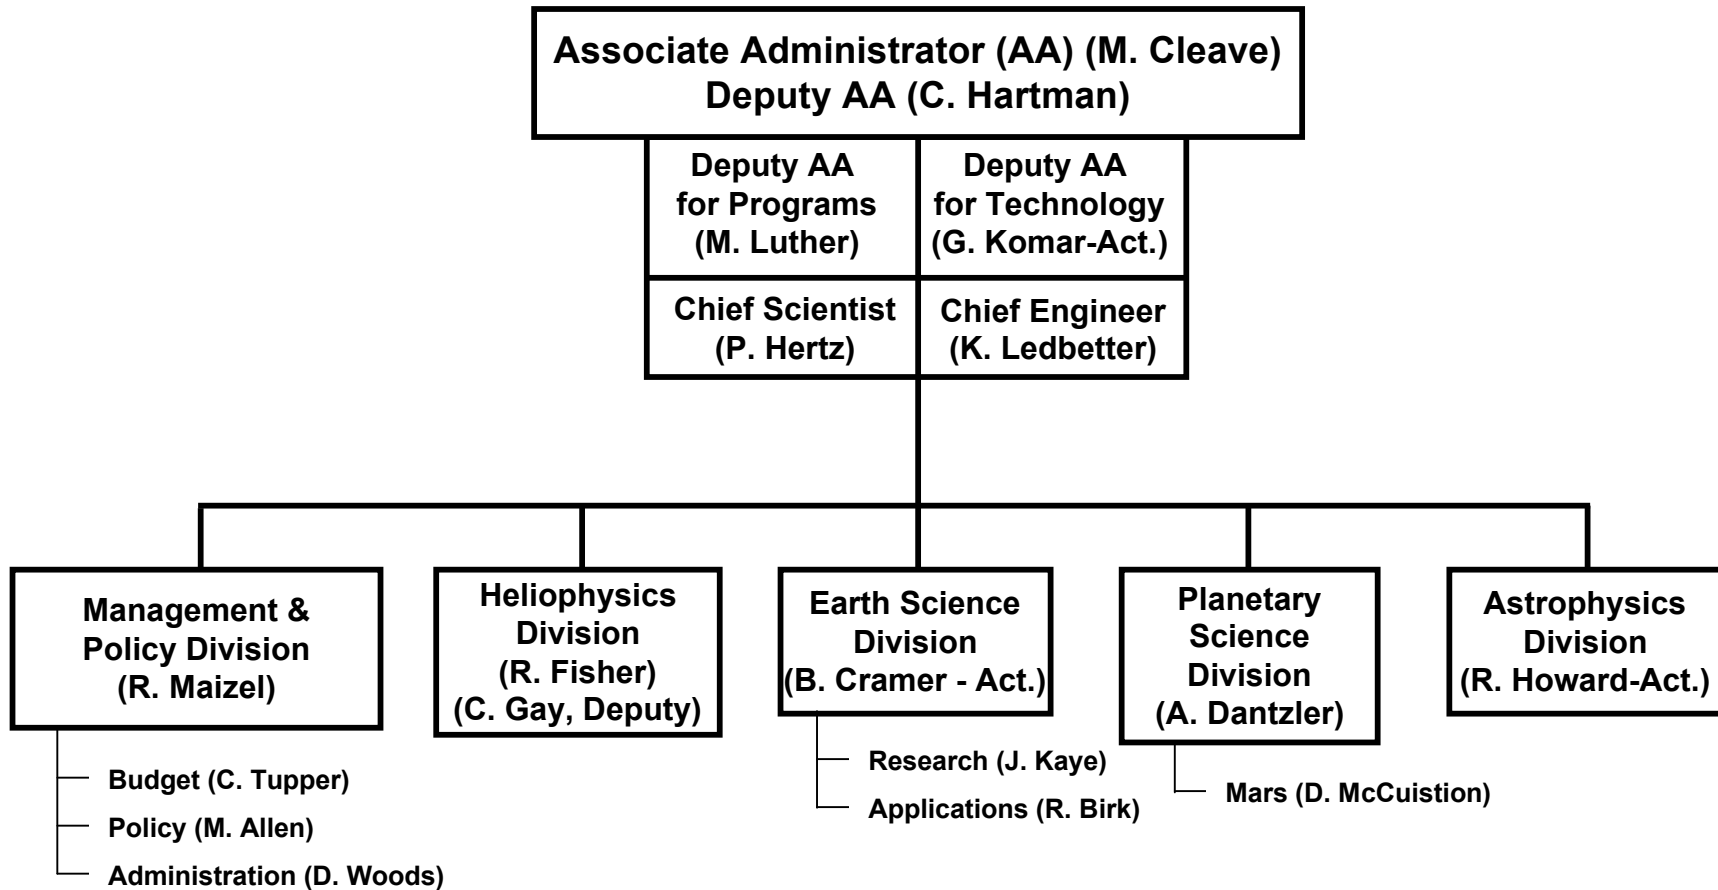 Associate Administrator (AA) (M. Cleave)
Deputy AA (C. Hartman)
Deputy AA
for Programs
(M. Luther)
Deputy AA
for Technology
(G. Komar-Act.)
Chief Scientist
(P. Hertz)
Chief Engineer
(K. Ledbetter)
Management &
Policy Division
(R. Maizel)
Budget (C. Tupper)
Policy (M. Allen)
Administration (D. Woods)
Heliophysics
Division
(R. Fisher)
(C. Gay, Deputy)
Earth Science
Division
(B. Cramer - Act.)
Research (J. Kaye)
Applications (R. Birk)
Planetary
Science
Division
(A. Dantzler)
Mars (D. McCuistion)
Astrophysics
Division
(R. Howard-Act.)